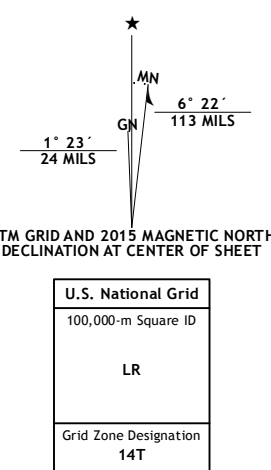 ★
MN
6° 22´
113 MILS
GN
1° 23´
24 MILS
TM GRID AND 2015 MAGNETIC NORTH
DECLINATION AT CENTER OF SHEET
U.S. National Grid
100,000-m Square ID
LR
Grid Zone Designation
14T